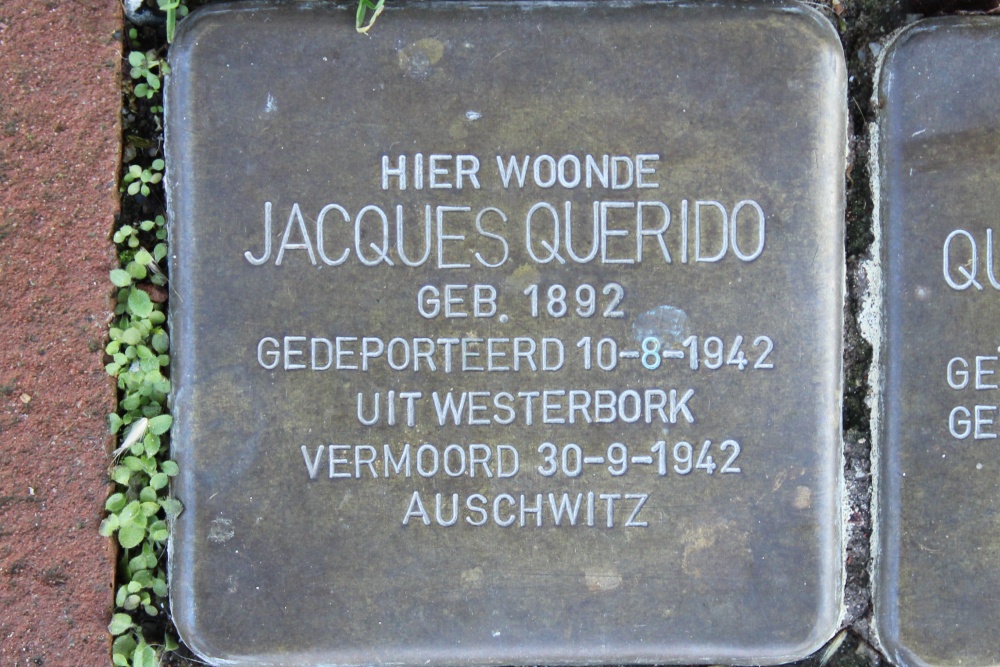 HIER WOONDE
JACQUES QUERIDO
GEB. 1892
GEDEPORTEERD 10-8-1942
UIT WESTERBORK
VERMOORD 30-9-1942
AUSCHWITZ